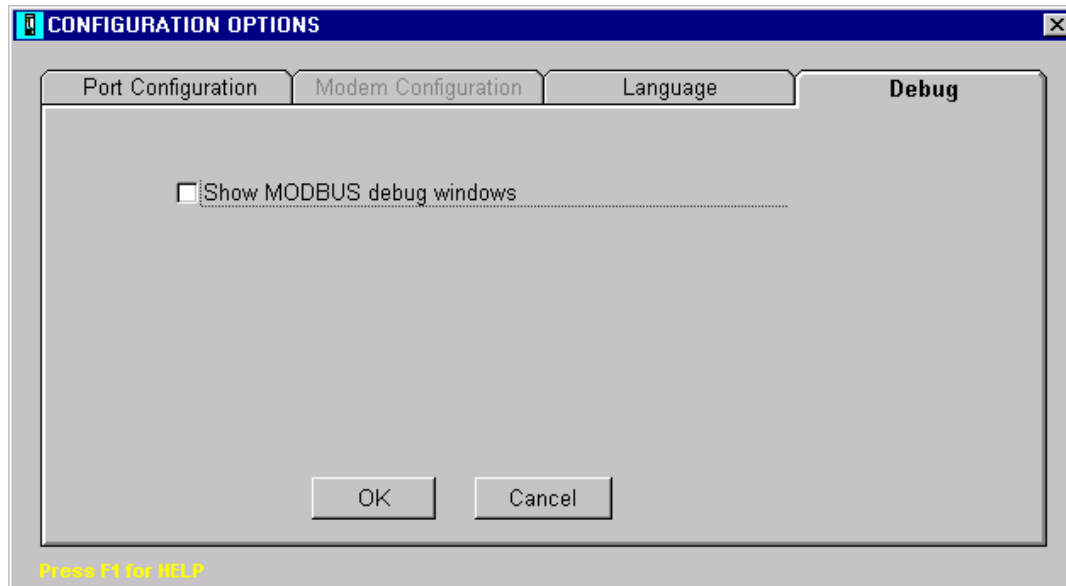 CONFIGURATION OPTIONS
Port Configuration Modem Configuration Language Debug
Show MODBUS debug windows
OK Cancel
Press F1 for HELP